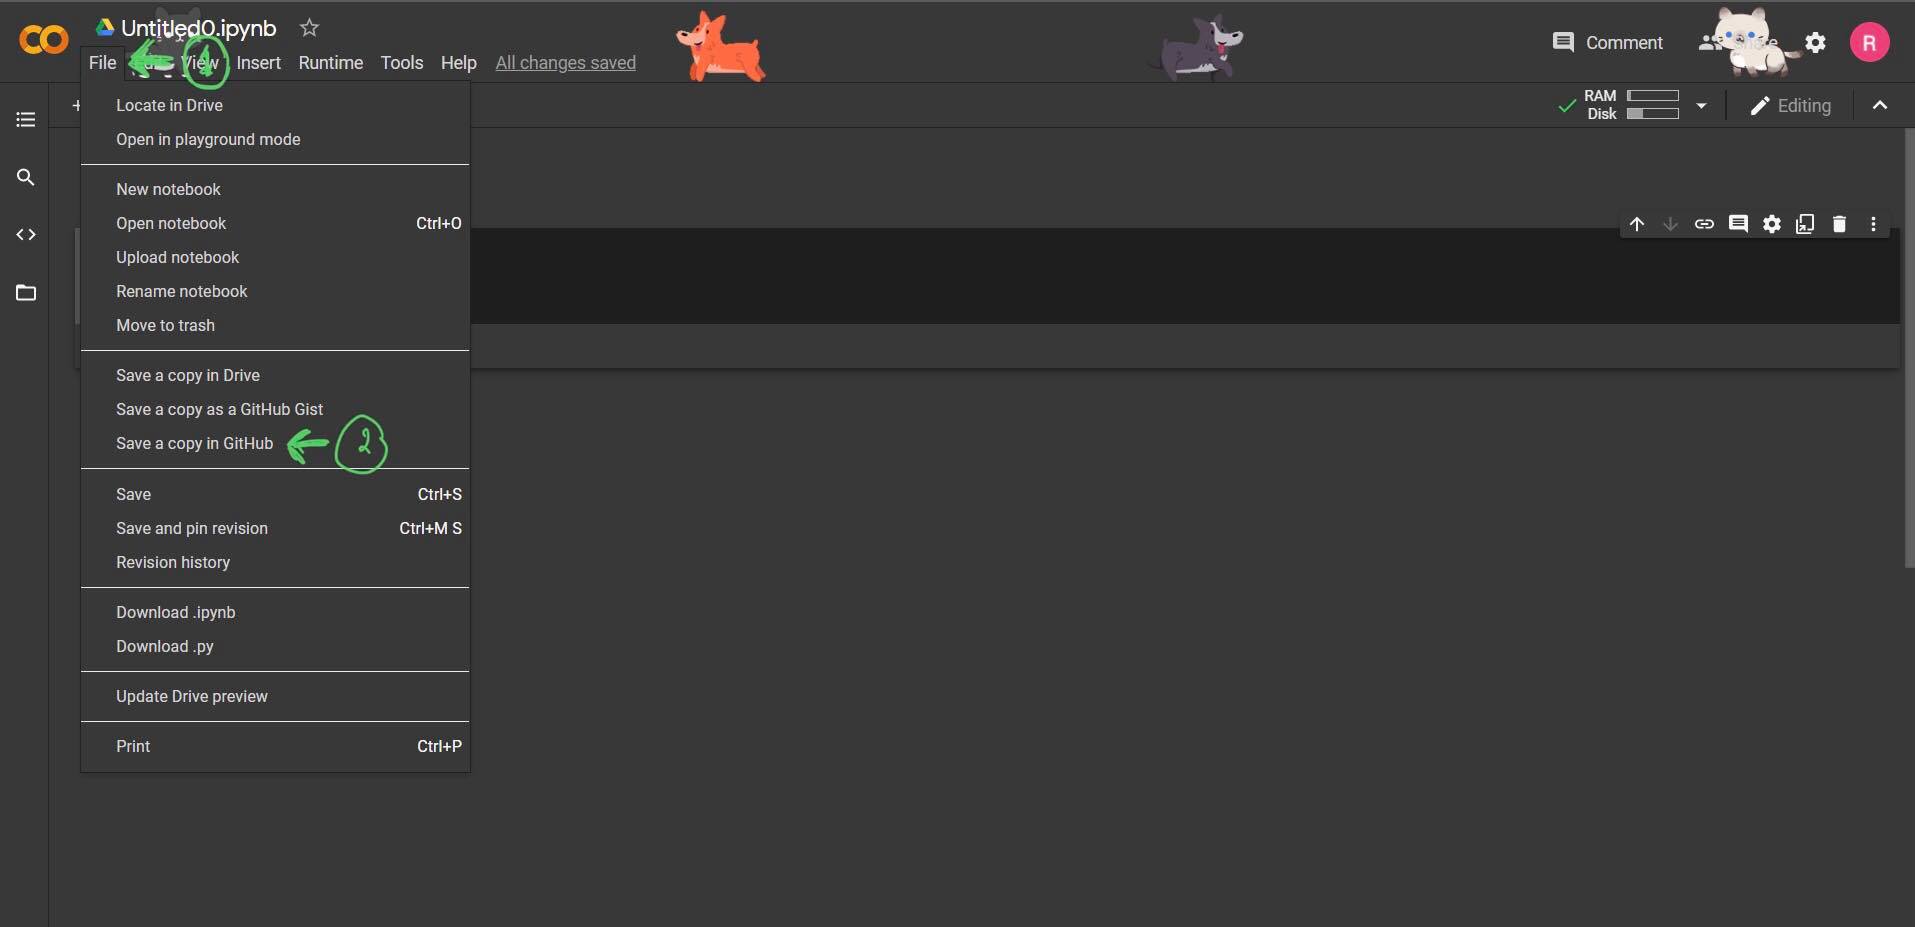 Untitled0.ipynb
File View Insert Runtime Tools Help All changes saved
1
Comment
R
+
RAM
Disk
Editing
Locate in Drive
Open in playground mode
New notebook
Open notebook Ctrl+O
Upload notebook
Rename notebook
Move to trash
Save a copy in Drive
Save a copy as a GitHub Gist
Save a copy in GitHub
2
Save Ctrl+S
Save and pin revision Ctrl+M S
Revision history
Download .ipynb
Download .py
Update Drive preview
Print Ctrl+P